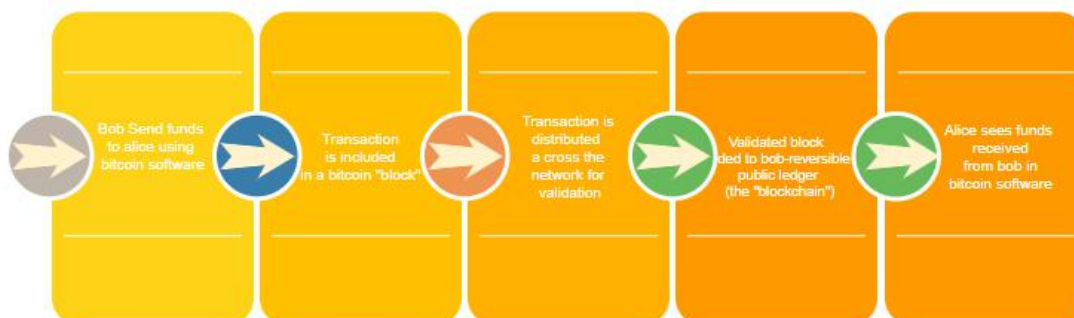 Bob Send funds
to alice using
bitcoin software
Transaction
is included
in a bitcoin "block"
Transaction is
distributed
a cross the
network for
validation
Validated block
ded to bob-reversible
public ledger
(the "blockchain")
Alice sees funds
received
from bob in
bitcoin software